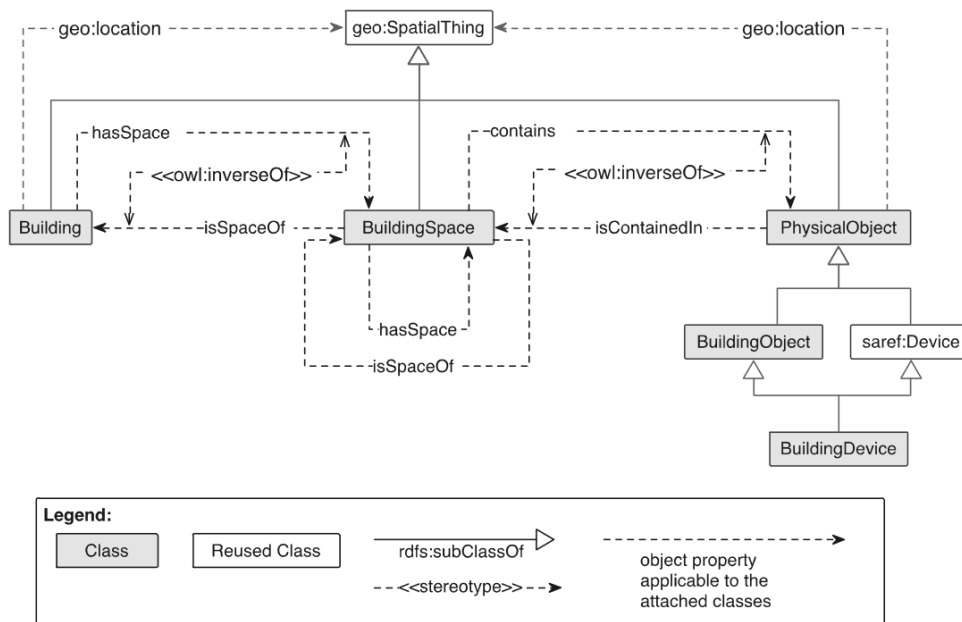 geo:location
geo:SpatialThing
geo:location
hasSpace
contains
<<owl:inverseOf>>
<<owl:inverseOf>>
Building
isSpaceOf
BuildingSpace
isContainedIn
PhysicalObject
hasSpace
isSpaceOf
BuildingObject
saref:Device
BuildingDevice
Legend:
Class
Reused Class
rdfs:subClassOf
<<stereotype>>
object property
applicable to the
attached classes